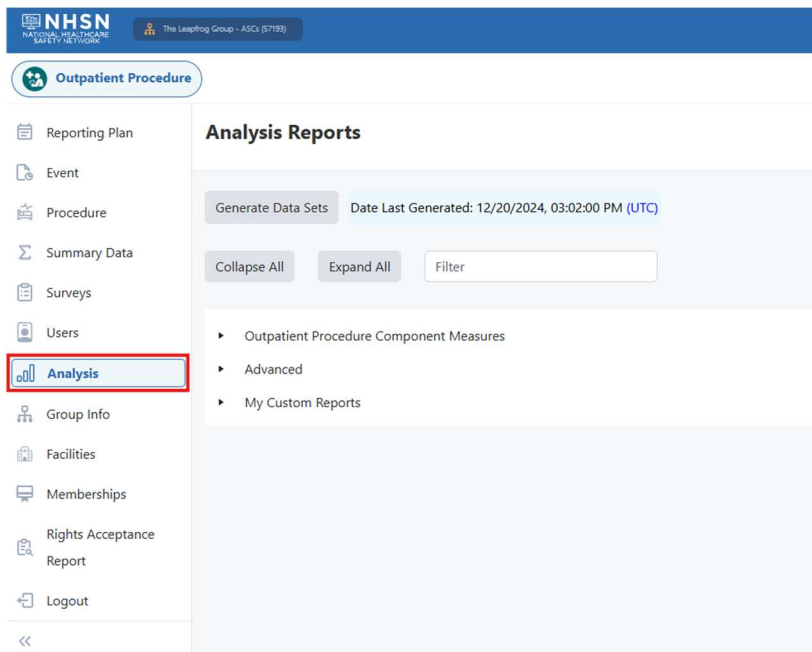 NHSN
NATIONAL HEALTHCARE
SAFETY NETWORK
The Leapfrog Group - ASCs (57193)
Outpatient Procedure
Reporting Plan
Event
Procedure
Summary Data
Surveys
Users
Analysis
Group Info
Facilities
Memberships
Rights Acceptance
Report
Logout
Analysis Reports
Generate Data Sets Date Last Generated: 12/20/2024, 03:02:00 PM (UTC)
Collapse All Expand All Filter
Outpatient Procedure Component Measures
Advanced
My Custom Reports